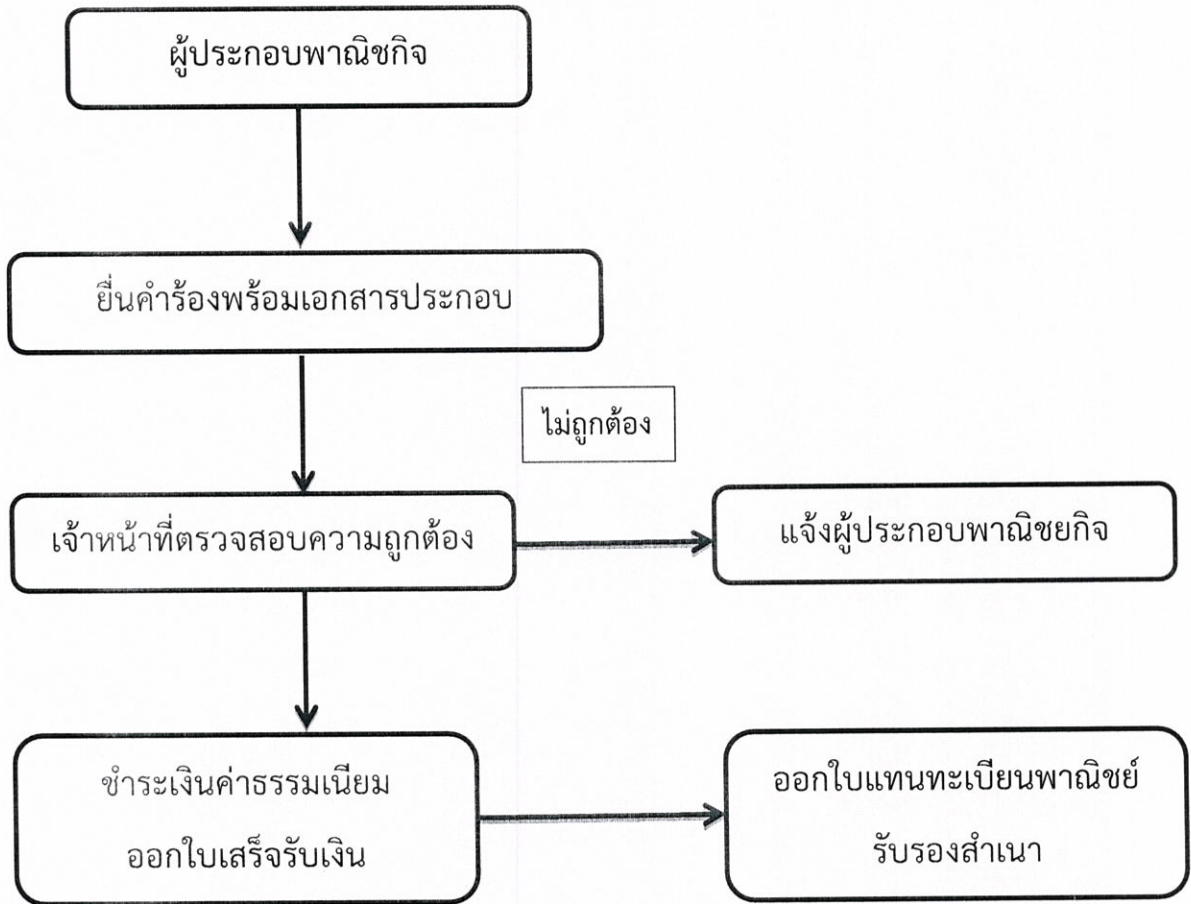 ผู้ประกอบพาณิชกิจ
ยื่นคำร้องพร้อมเอกสารประกอบ
ไม่ถูกต้อง
เจ้าหน้าที่ตรวจสอบความถูกต้อง
แจ้งผู้ประกอบพาณิชยกิจ
ชำระเงินค่าธรรมเนียม
ออกใบเสร็จรับเงิน
ออกใบแทนทะเบียนพาณิชย์
รับรองสำเนา